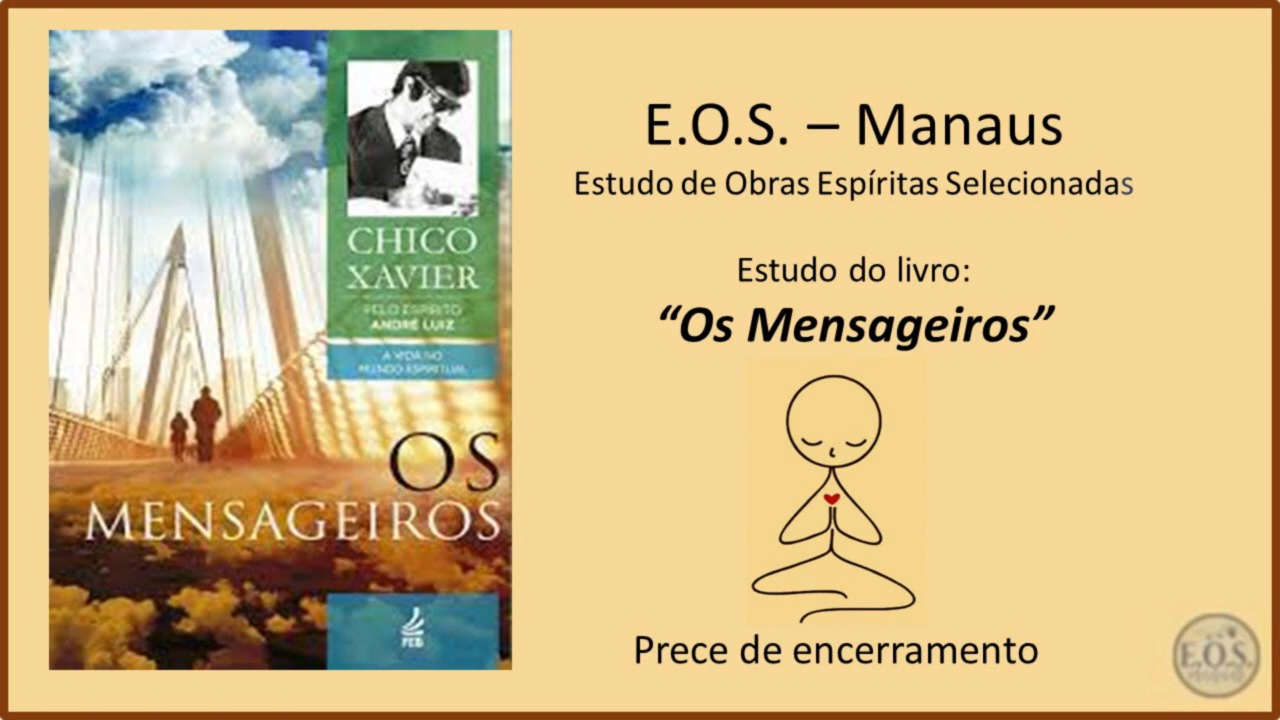 CHICO
XAVIER
PELO ESPÍRITO
ANDRÉ LUIZ
A VIDA NO
MUNDO ESPIRITUAL
OS
MENSAGEIROS
FEB
E.O.S. – Manaus
Estudo de Obras Espíritas Selecionadas
Estudo do livro:
“Os Mensageiros”
Prece de encerramento
E.O.S.